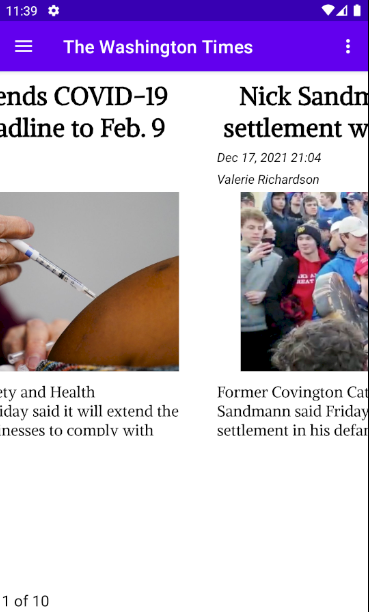 11:39
The Washington Times
ends COVID-19
adline to Feb. 9
ety and Health
iday said it will extend the
inesses to comply with
Nick Sandm
settlement w
Dec 17, 2021 21:04
Valerie Richardson
Former Covington Cat
Sandmann said Friday
settlement in his defar
1 of 10